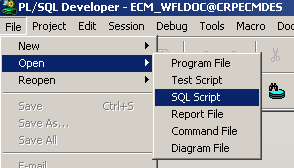 PL/SQL Developer - ECM_WFLDOC@CRPECMDES
File Project Edit Session Debug Tools Macro Do
New
Open
Reopen
Save Ctrl+S
Save As...
Save All
E-mail
Program File
Test Script
SQL Script
Report File
Command File
Diagram File